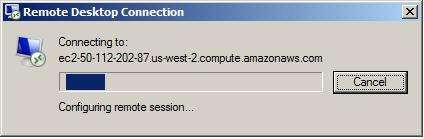 Remote Desktop Connection
Connecting to:
ec2-50-112-202-87.us-west-2.compute.amazonaws.com
Cancel
Configuring remote session...